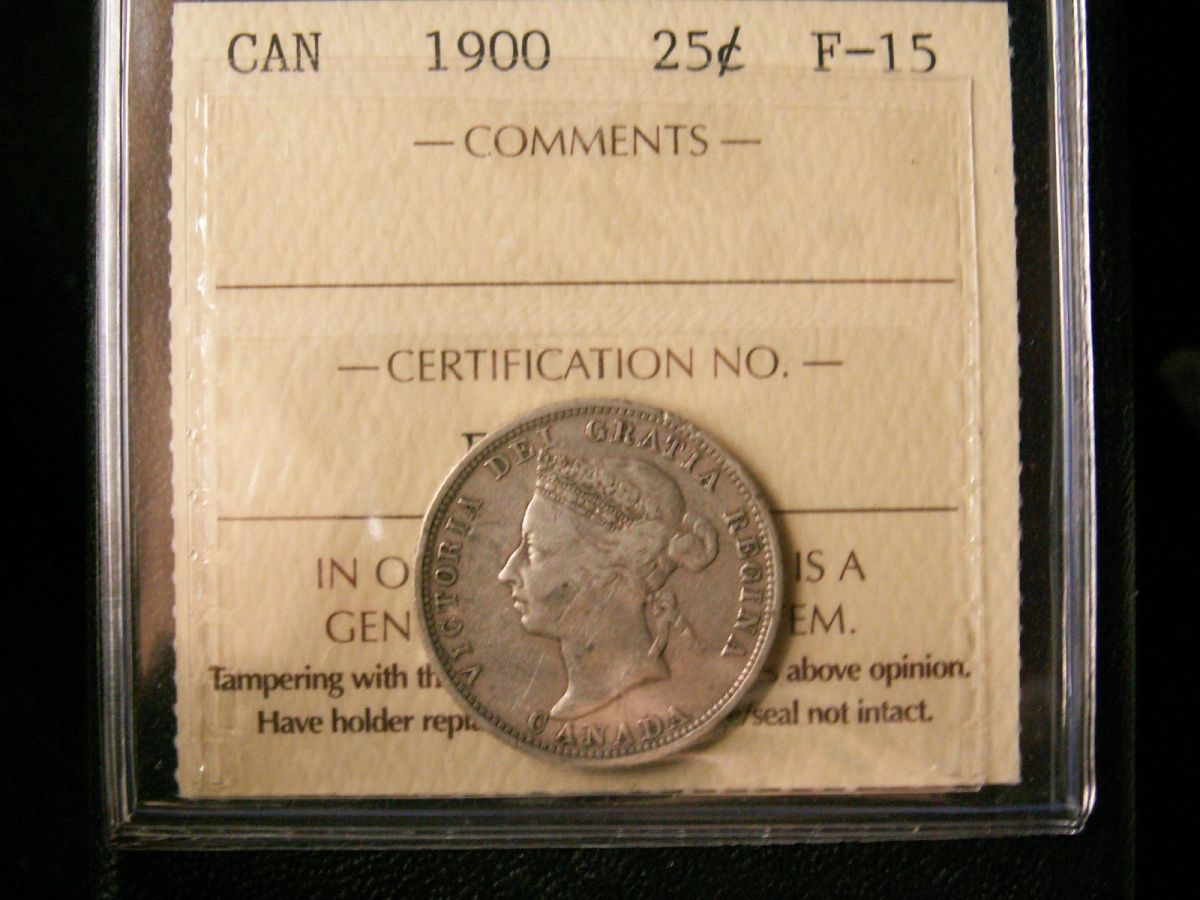 CAN 1900 25¢ F-15
— COMMENTS —
— CERTIFICATION NO. —
VICTORIA DEI GRATIA REGINA
CANADA
IN O IS A
GEN EM.
Tampering with th s above opinion.
Have holder repl /seal not intact.